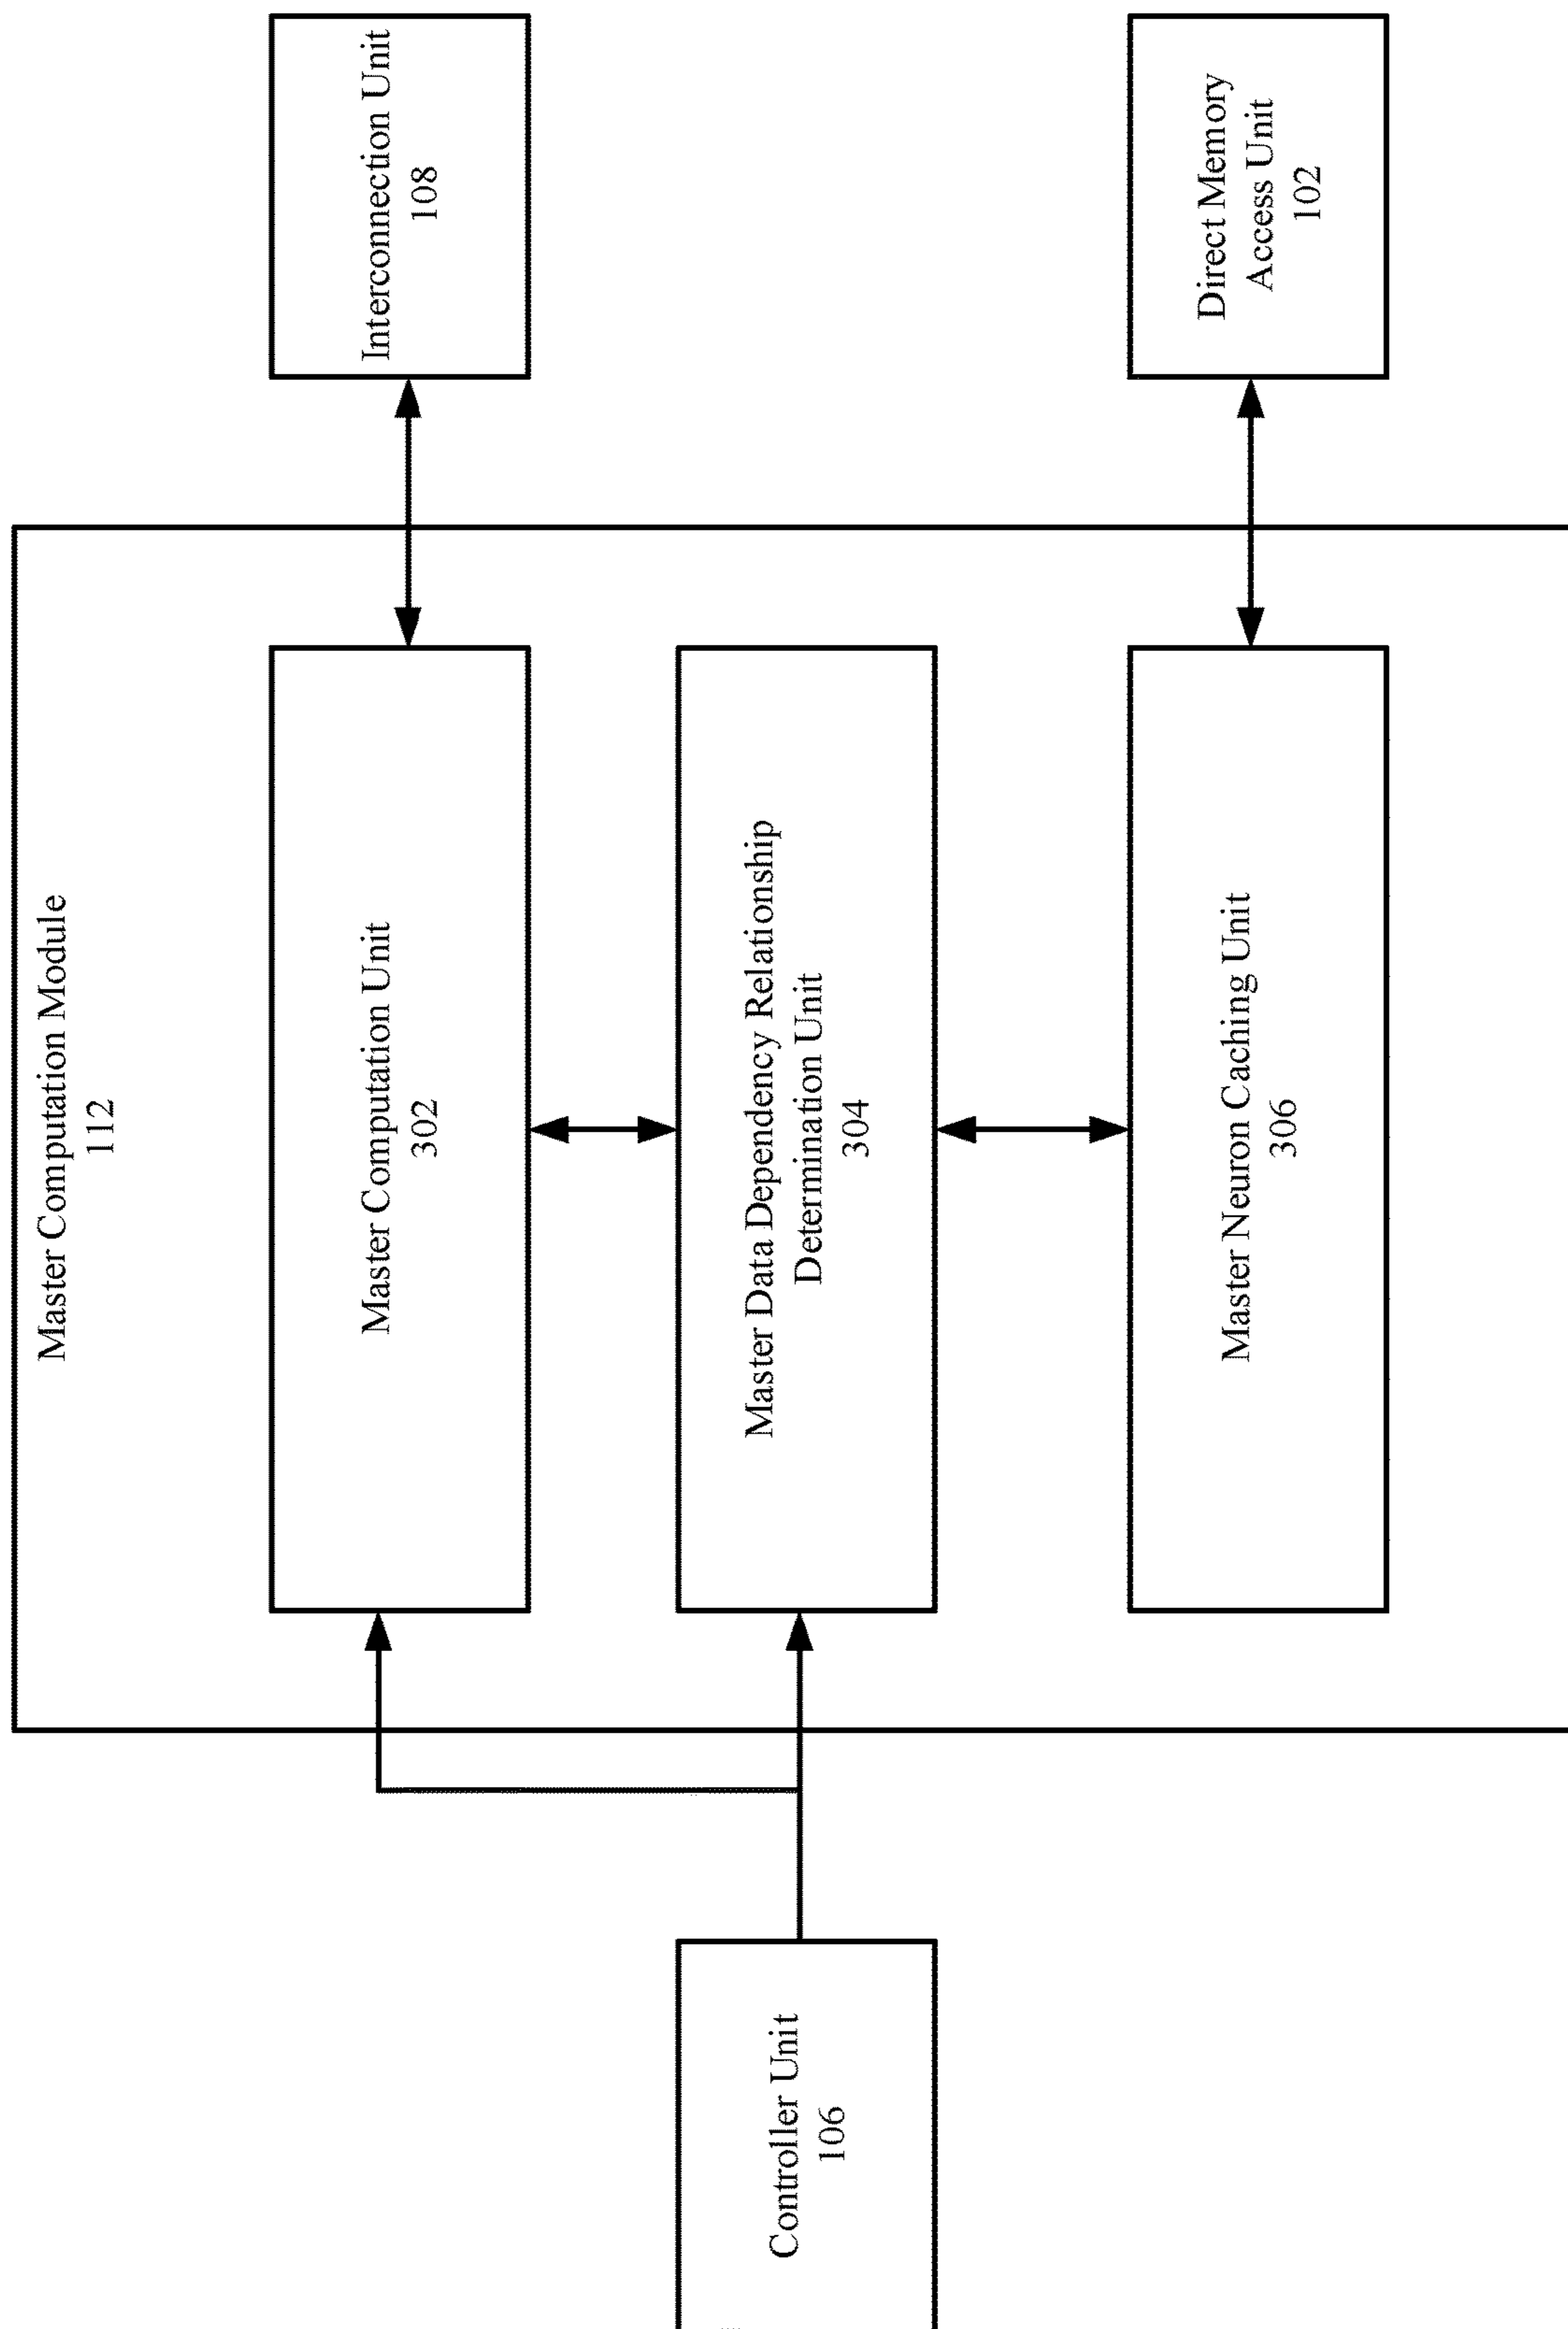 Master Computation Module
112
Master Computation Unit
302
Interconnection Unit
108
Controller Unit
106
Master Data Dependency Relationship
Determination Unit
304
Master Neuron Caching Unit
306
Direct Memory
Access Unit
102